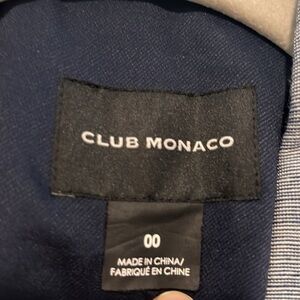 CLUB MONACO
00
MADE IN CHINA/
FABRIQUÉ EN CHINE